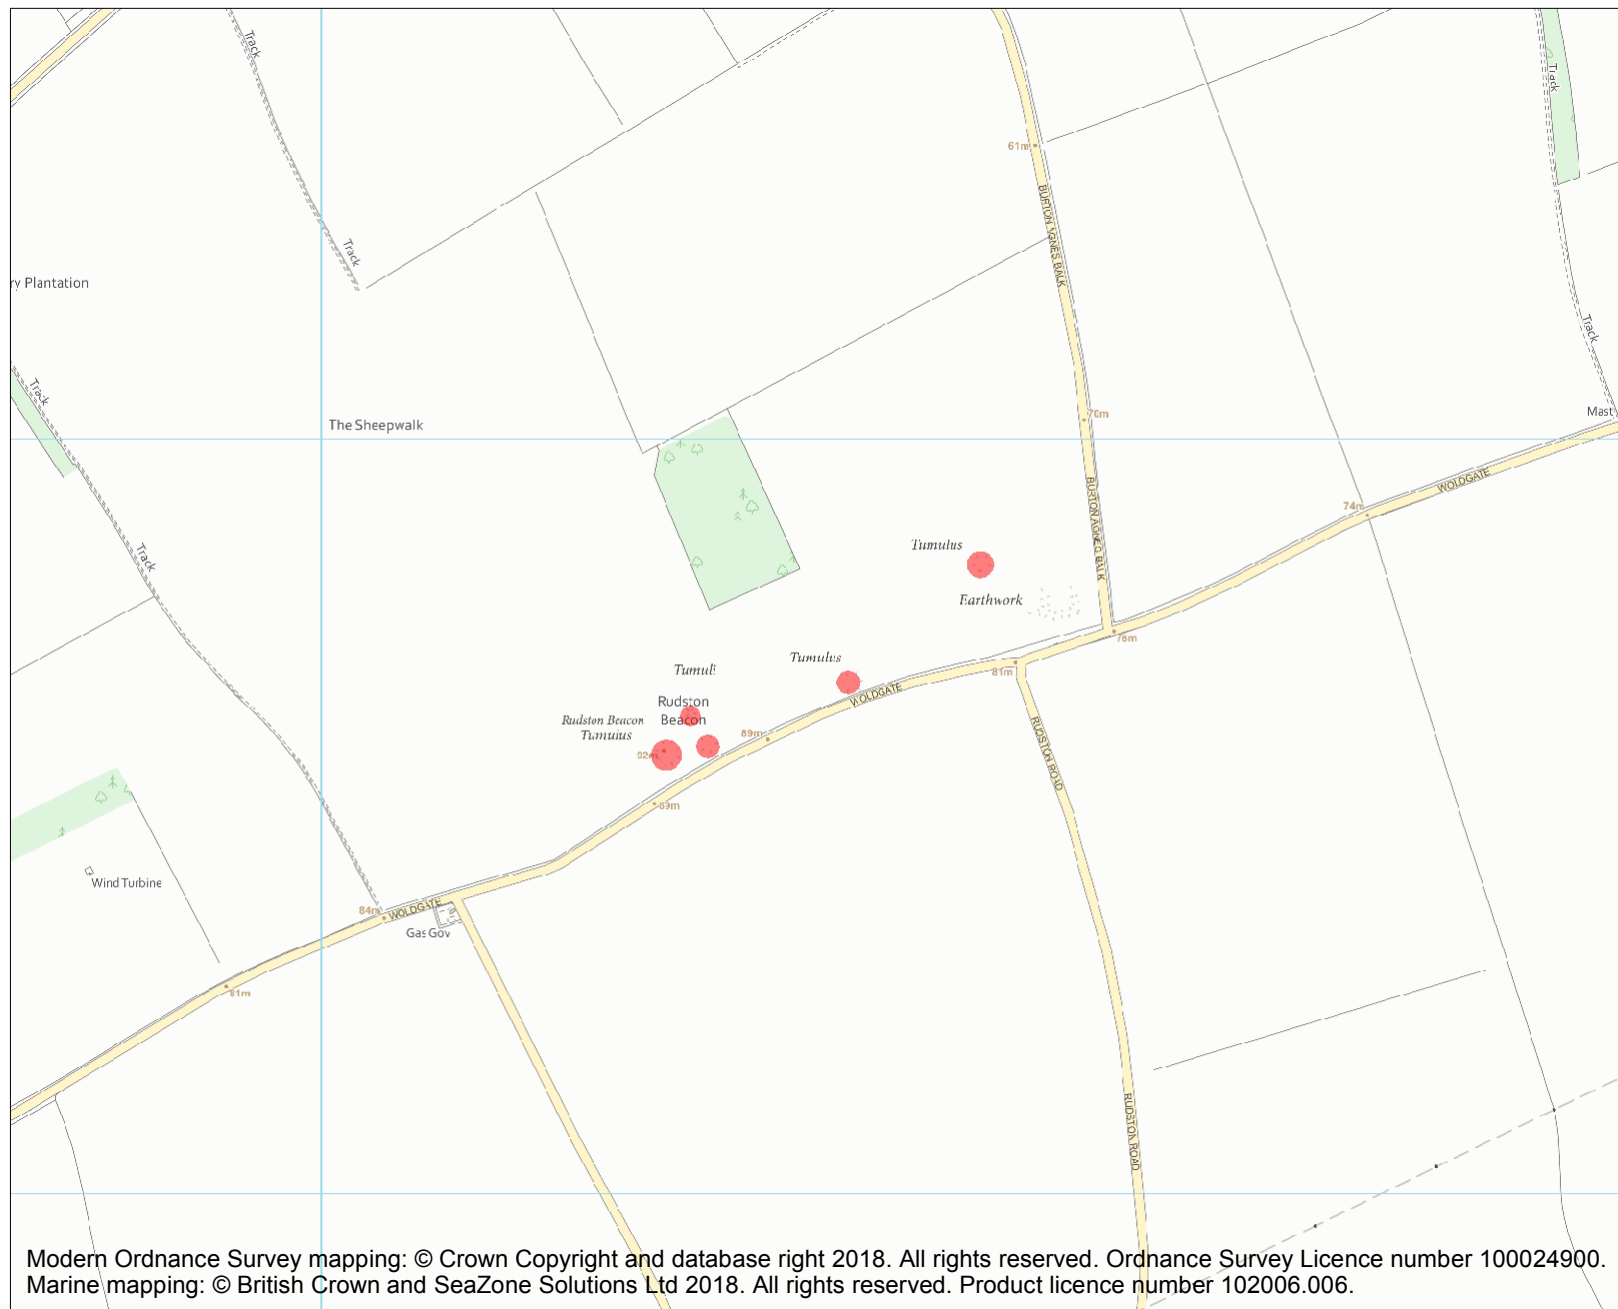 Track
Track
61m
BURTON AGNES BALK
Track
ry Plantation
Track
Track
The Sheepwalk
70m
Mast
WOLDGATE
74m
BURTON AGNES BALK
Track
Tumulus
Earthwork
78m
Tumulus
81m
Tumuli
WOLDGATE
Rudston
Beacon
Rudston Beacon
Tumulus
92m
89m
RUDSTON ROAD
89m
Wind Turbine
84m
WOLDGATE
Gas Gov
81m
RUDSTON ROAD
Modern Ordnance Survey mapping: © Crown Copyright and database right 2018. All rights reserved. Ordnance Survey Licence number 100024900.
Marine mapping: © British Crown and SeaZone Solutions Ltd 2018. All rights reserved. Product licence number 102006.006.